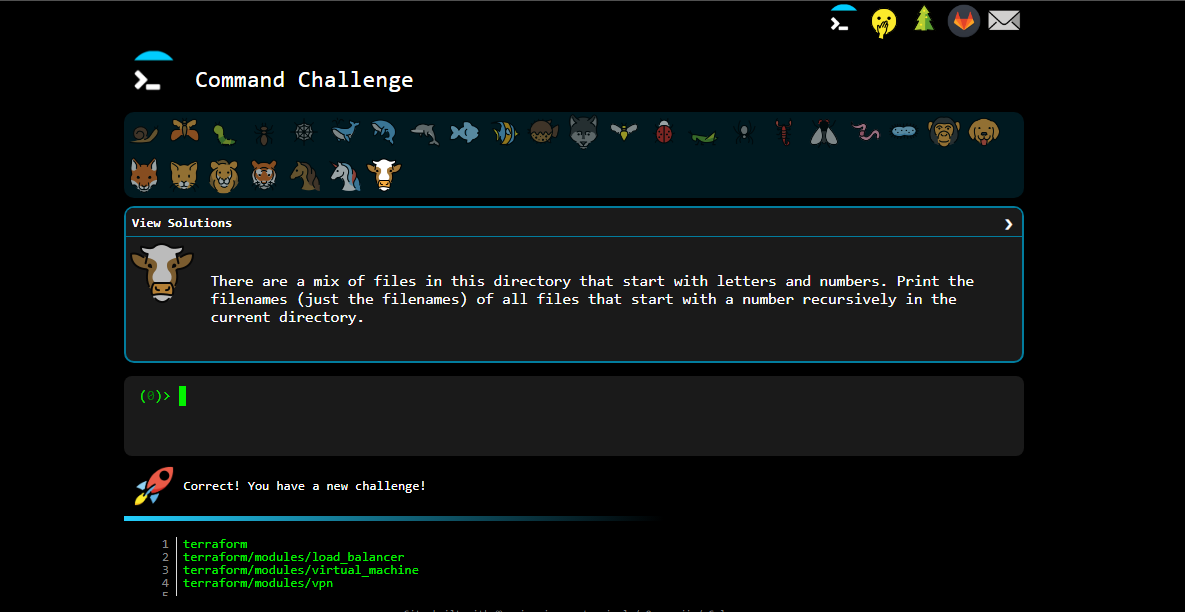 Command Challenge
View Solutions
There are a mix of files in this directory that start with letters and numbers. Print the
filenames (just the filenames) of all files that start with a number recursively in the
current directory.
(0)>
Correct! You have a new challenge!
1 terraform
2 terraform/modules/load_balancer
3 terraform/modules/virtual_machine
4 terraform/modules/vpn